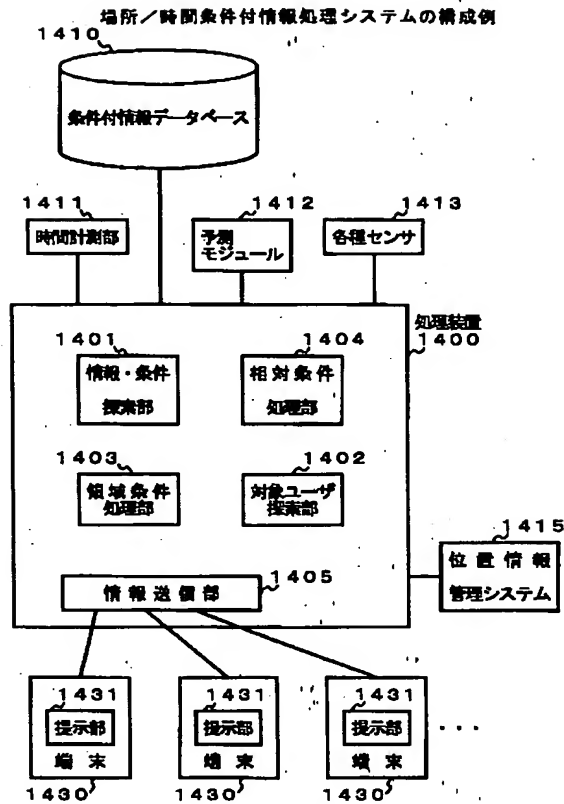 場所／時間条件付情報処理システムの構成例
1410
条件付情報データベース
1411
時間計測部
1412
予測
モジュール
1413
各種センサ
処理装置
1400
1401
情報・条件
探索部
1404
相対条件
処理部
1403
領域条件
処理部
1402
対象ユーザ
探索部
1415
位置情報
管理システム
1405
情報送信部
1431
提示部
端末
1430
1431
提示部
端末
1430
1431
提示部
端末
1430
···